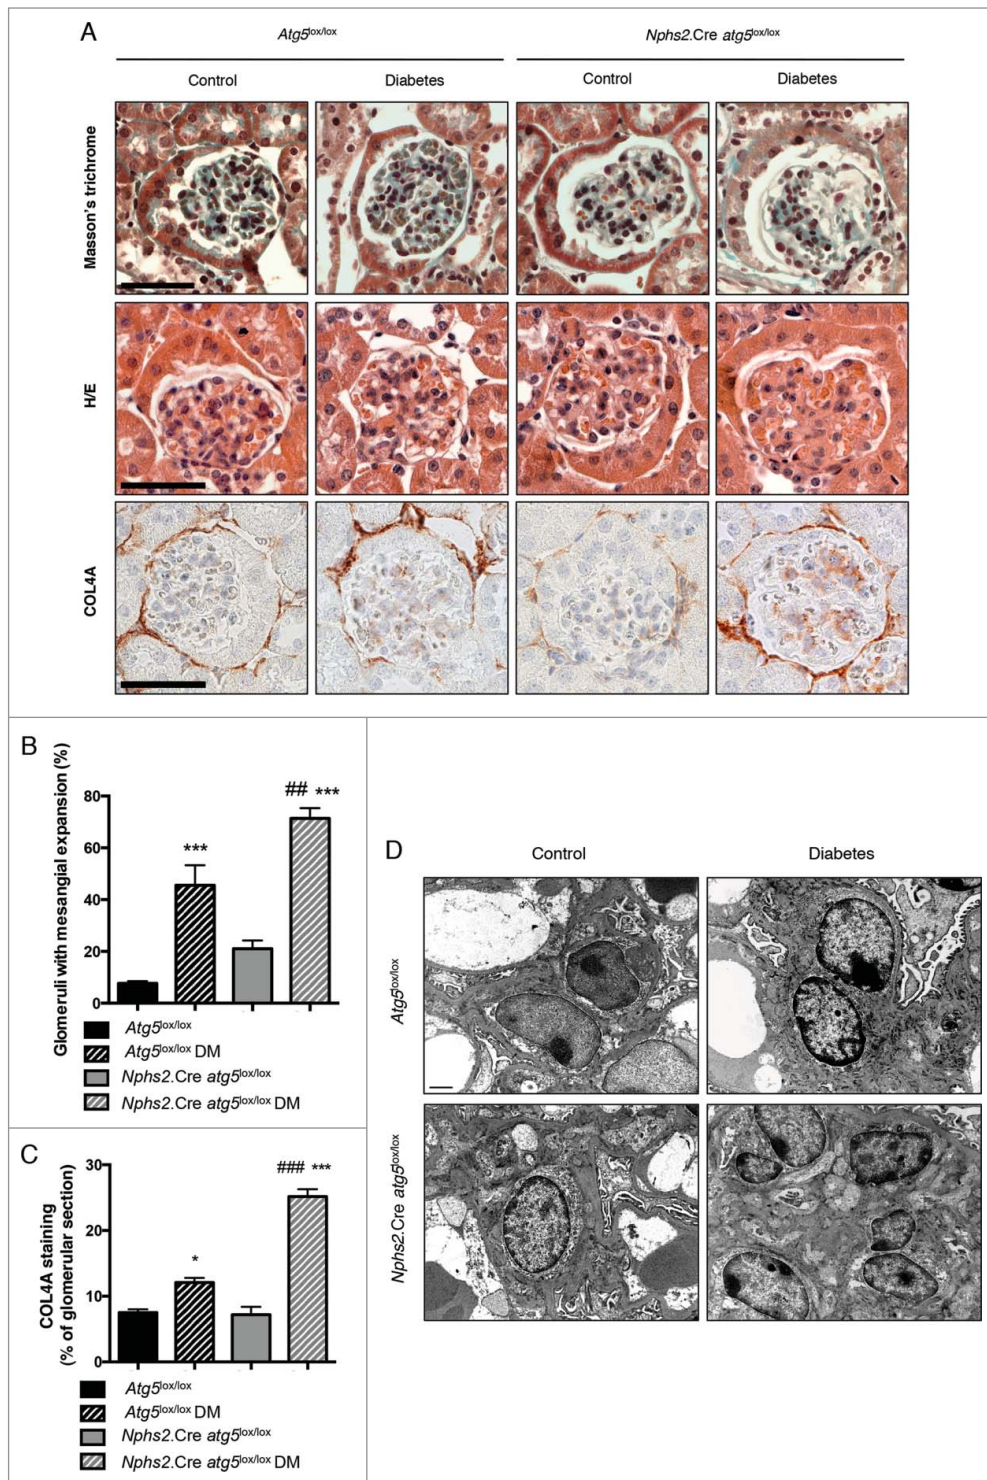 A
Atg5lox/lox
Nphs2.Cre atg5lox/lox
Control
Diabetes
Control
Diabetes
Masson's trichrome
H/E
COL4A
B
Glomeruli with mesangial expansion (%)
80
60
40
20
0
***
## ***
Atg5lox/lox
Atg5lox/lox DM
Nphs2.Cre atg5lox/lox
Nphs2.Cre atg5lox/lox DM
C
COL4A staining
(% of glomerular section)
30
20
10
0
*
### ***
Atg5lox/lox
Atg5lox/lox DM
Nphs2.Cre atg5lox/lox
Nphs2.Cre atg5lox/lox DM
D
Control
Diabetes
Atg5lox/lox
Nphs2.Cre atg5lox/lox